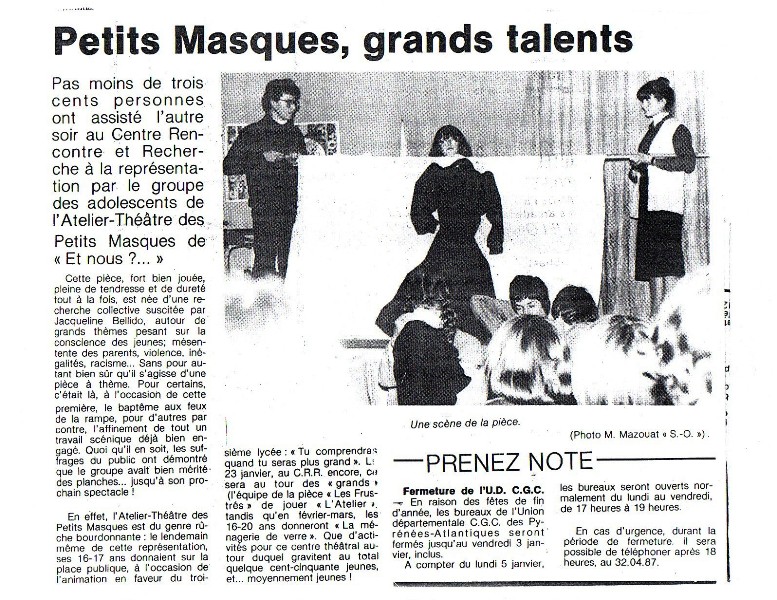 Petits Masques, grands talents
Pas moins de trois
cents personnes
ont assisté l'autre
soir au Centre Ren-
contre et Recher-
che à la représenta-
tion par le groupe
des adolescents de
l'Atelier-Théâtre des
Petits Masques de
« Et nous ?... »
Cette pièce, fort bien jouée,
pleine de tendresse et de dureté
tout à la fois, est née d'une re-
cherche collective suscitée par
Jacqueline Bellido, autour de
grands thèmes pesant sur la
conscience des jeunes; mésen-
tente des parents, violence, iné-
galités, racisme... Sans pour au-
tant bien sûr qu'il s'agisse d'une
pièce à thème. Pour certains,
c'était là, à l'occasion de cette
première, le baptême aux feux
de la rampe, pour d'autres par
contre, l'affinement de tout un
travail scénique déjà bien en-
gagé. Quoi qu'il en soit, les suf-
frages du public ont démontré
que le groupe avait bien mérité
des planches... jusqu'à son pro-
chain spectacle !
En effet, l'Atelier-Théâtre des
Petits Masques est du genre rû-
che bourdonnante : le lendemain
même de cette représentation,
ses 16-17 ans donnaient sur la
place publique, à l'occasion de
l'animation en faveur du troi-
sième lycée : « Tu comprendras
quand tu seras plus grand ».
23 janvier, au C.R.R. encore, ce
sera au tour des « grands »
(l'équipe de la pièce « Les Frus-
trés » de jouer « L'Atelier »,
tandis qu'en février-mars, les
16-20 ans donneront « La mé-
nagerie de verre ». Que d'acti-
vités pour ce centre théâtral au-
tour duquel gravitent au total
quelque cent-cinquante jeunes,
et... moyennement jeunes !
Une scène de la pièce.
(Photo M. Mazouat « S.-O. »).
PRENEZ NOTE
Fermeture de l'U.D. C.G.C.
— En raison des fêtes de fin
d'année, les bureaux de l'Union
départementale C.G.C. des Py-
rénées-Atlantiques seront
fermés jusqu'au vendredi 3 jan-
vier, inclus.
A compter du lundi 5 janvier,
les bureaux seront ouverts nor-
malement du lundi au vendredi,
de 17 heures à 19 heures.
En cas d'urgence, durant la
période de fermeture, il sera
possible de téléphoner après 18
heures, au 32.04.87.